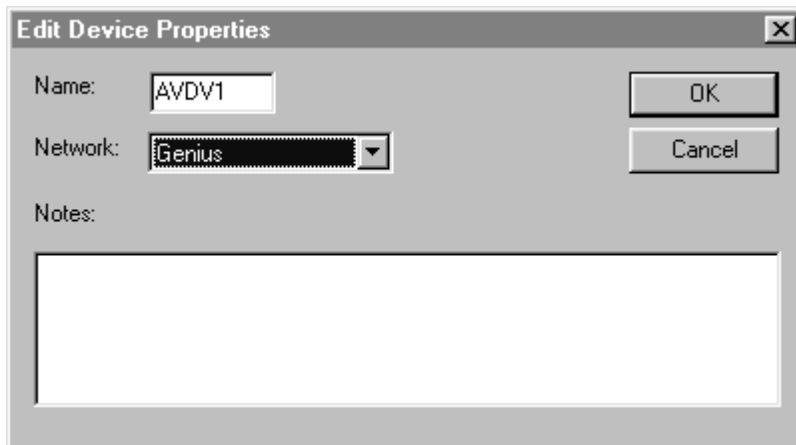 Edit Device Properties
Name: AVDV1
OK
Network: Genius
Cancel
Notes: